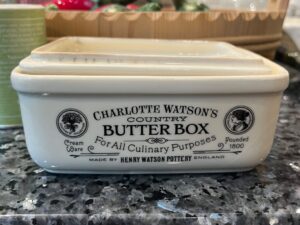 CHARLOTTE WATSON'S
COUNTRY
BUTTER BOX
For All Culinary Purposes
Cream
Ware
Founded
1800
MADE BY HENRY WATSON POTTERY ENGLAND